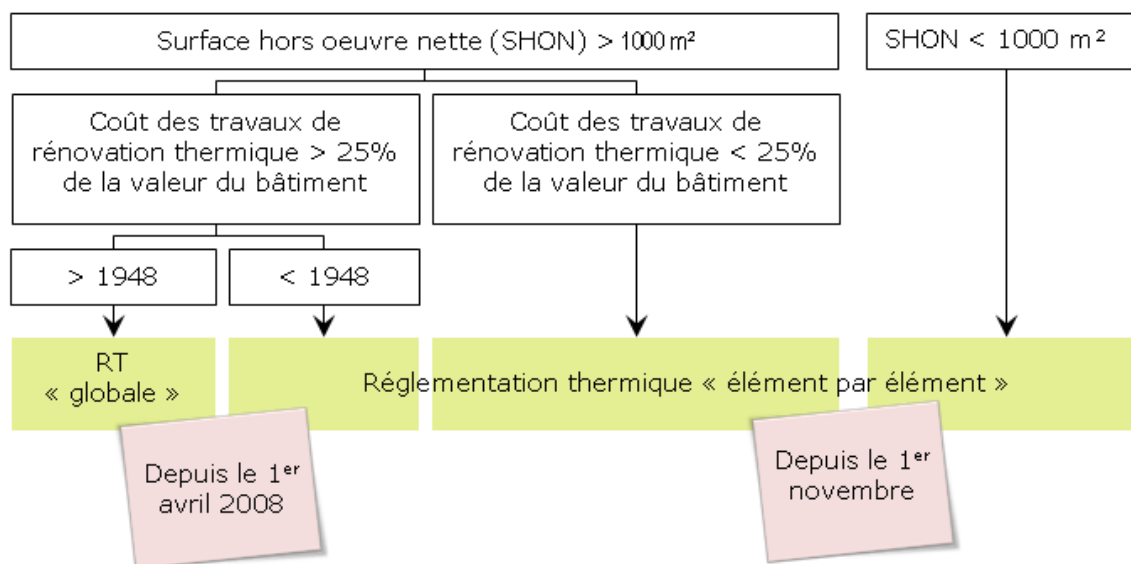 Surface hors oeuvre nette (SHON) > 1000 m²
SHON < 1000 m²
Coût des travaux de
rénovation thermique > 25%
de la valeur du bâtiment
Coût des travaux de
rénovation thermique < 25%
de la valeur du bâtiment
> 1948
< 1948
RT
« globale »
Réglementation thermique « élément par élément »
Depuis le 1er
avril 2008
Depuis le 1er
novembre